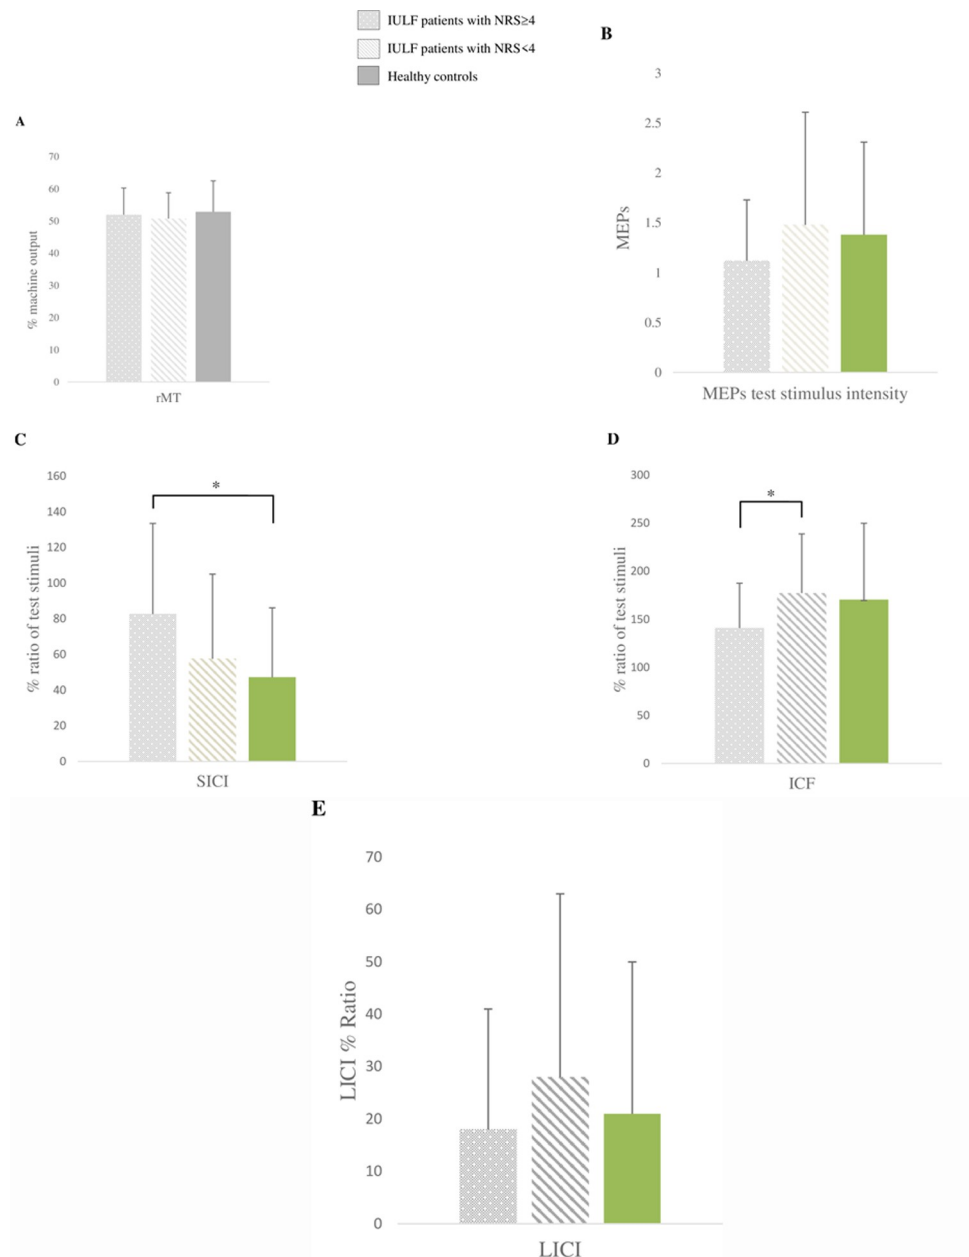 IULF patients with NRS≥4
IULF patients with NRS<4
Healthy controls
A
70
60
50
40
30
20
10
0
% machine output
rMT
B
3
2.5
2
1.5
1
0.5
0
MEPs
MEPs test stimulus intensity
C
160
140
120
100
80
60
40
20
0
% ratio of test stimuli
*
SICI
D
300
250
200
150
100
50
0
% ratio of test stimuli
*
ICF
E
70
60
50
40
30
20
10
0
LICI % Ratio
LICI